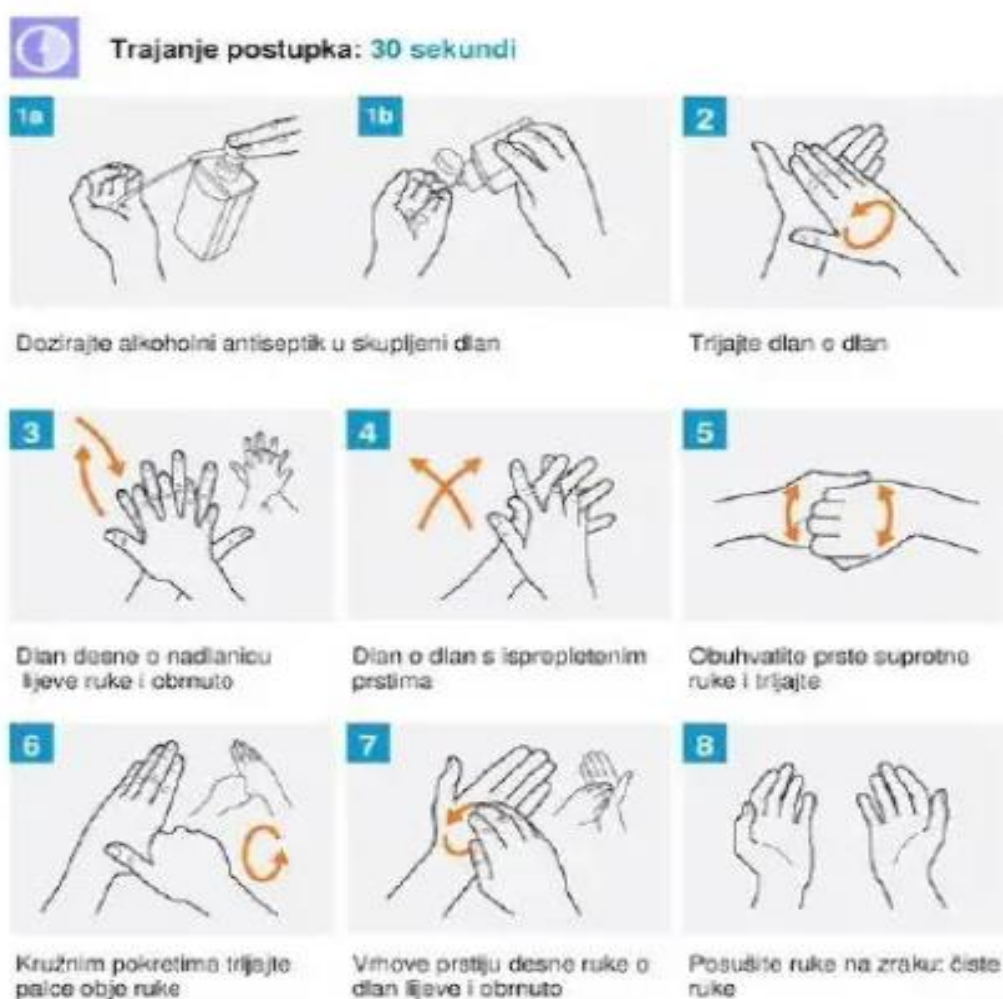 Trajanje postupka: 30 sekundi
1a
1b
2
Dozirajte alkoholni antiseptik u skupljeni dlan
Trljajte dlan o dlan
3
4
5
Dlan desne o nadlanicu
lijeve ruke i obrnuto
Dlan o dlan s isprepletenim
prstima
Obuhvatite prste suprotne
ruke i trljajte
6
7
8
Kružnim pokretima trljajte
palce obje ruke
Vrhove prstiju desne ruke o
dlan lijeve i obrnuto
Posušite ruke na zraku: čiste
ruke